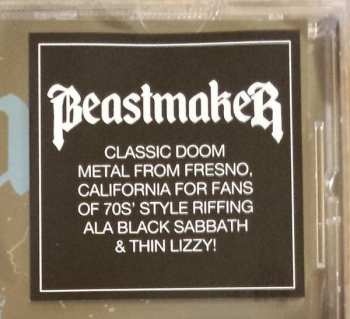 BeastmakeR
CLASSIC DOOM
METAL FROM FRESNO,
CALIFORNIA FOR FANS
OF 70S' STYLE RIFFING
ALA BLACK SABBATH
& THIN LIZZY!